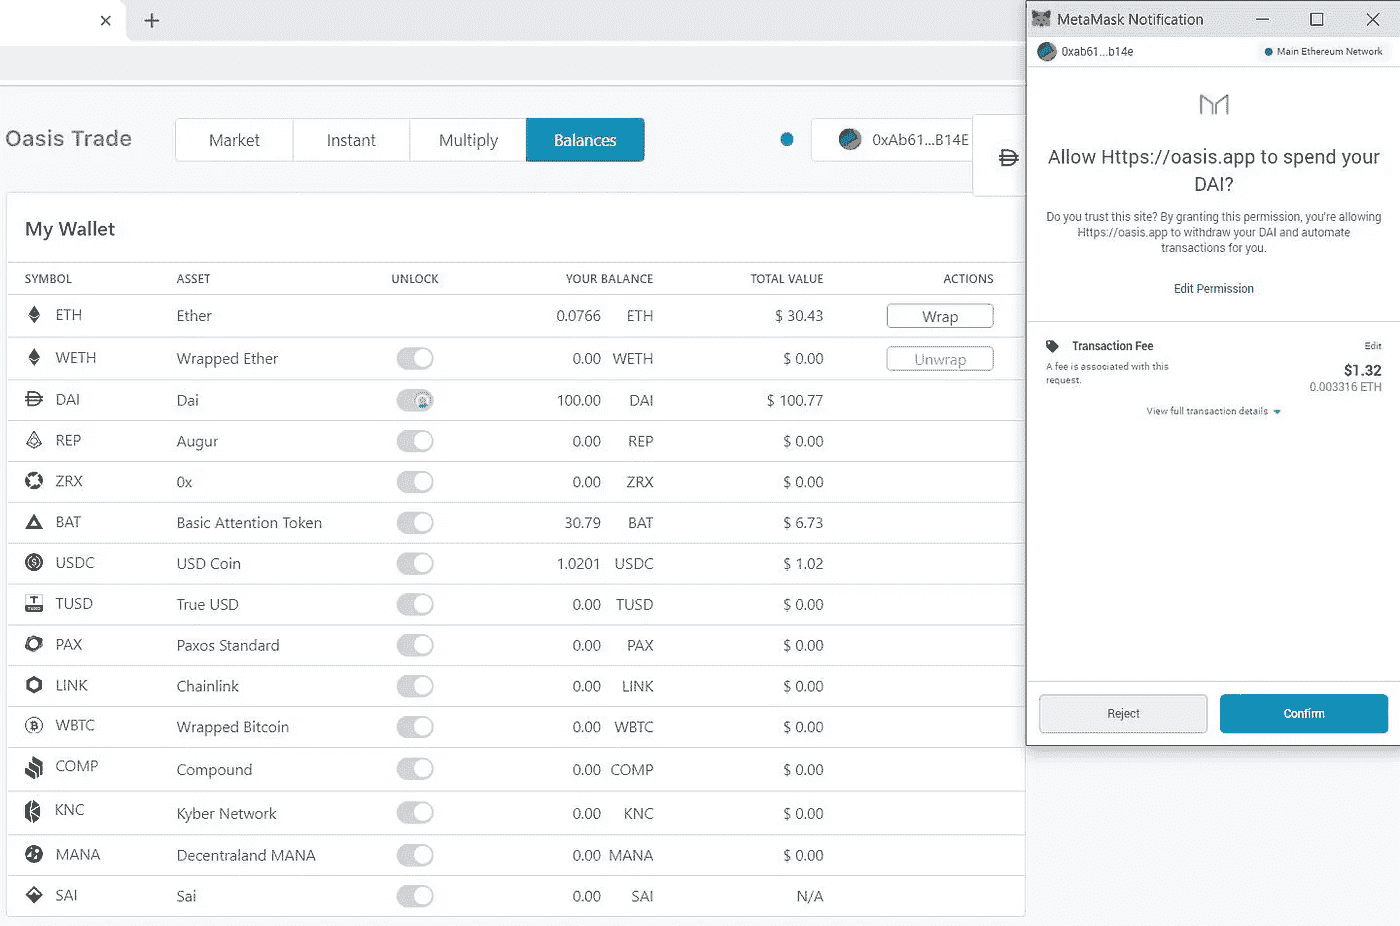 Oasis Trade
Market Instant Multiply Balances
0xAb61...B14E
My Wallet
SYMBOL ASSET UNLOCK YOUR BALANCE TOTAL VALUE ACTIONS
ETH Ether 0.0766 ETH $ 30.43 Wrap
WETH Wrapped Ether 0.00 WETH $ 0.00 Unwrap
DAI Dai 100.00 DAI $ 100.77
REP Augur 0.00 REP $ 0.00
ZRX 0x 0.00 ZRX $ 0.00
BAT Basic Attention Token 30.79 BAT $ 6.73
USDC USD Coin 1.0201 USDC $ 1.02
TUSD True USD 0.00 TUSD $ 0.00
PAX Paxos Standard 0.00 PAX $ 0.00
LINK Chainlink 0.00 LINK $ 0.00
WBTC Wrapped Bitcoin 0.00 WBTC $ 0.00
COMP Compound 0.00 COMP $ 0.00
KNC Kyber Network 0.00 KNC $ 0.00
MANA Decentraland MANA 0.00 MANA $ 0.00
SAI Sai 0.00 SAI N/A
MetaMask Notification
0xab61...b14e Main Ethereum Network
Allow Https://oasis.app to spend your
DAI?
Do you trust this site? By granting this permission, you're allowing
Https://oasis.app to withdraw your DAI and automate
transactions for you.
Edit Permission
Transaction Fee Edit
A fee is associated with this
request.
$1.32
0.003316 ETH
View full transaction details
Reject Confirm